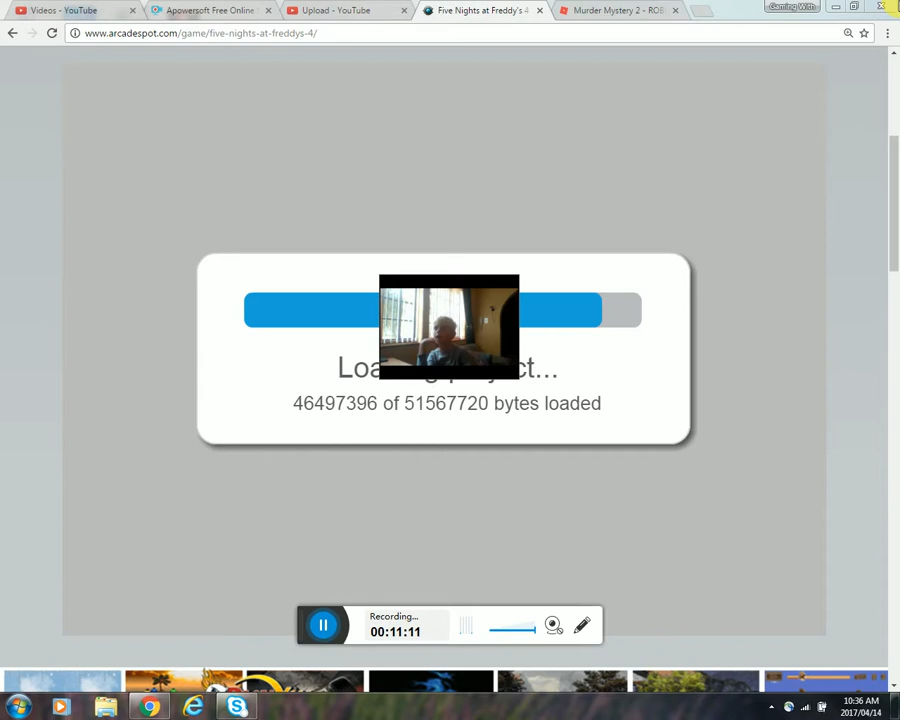 Videos - YouTube
Apowersoft Free Online
Upload - YouTube
Five Nights at Freddy's 4
Murder Mystery 2 - ROB
Gaming With
www.arcadespot.com/game/five-nights-at-freddys-4/
46497396 of 51567720 bytes loaded
Recording...
00:11:11
10:36 AM
2017/04/14